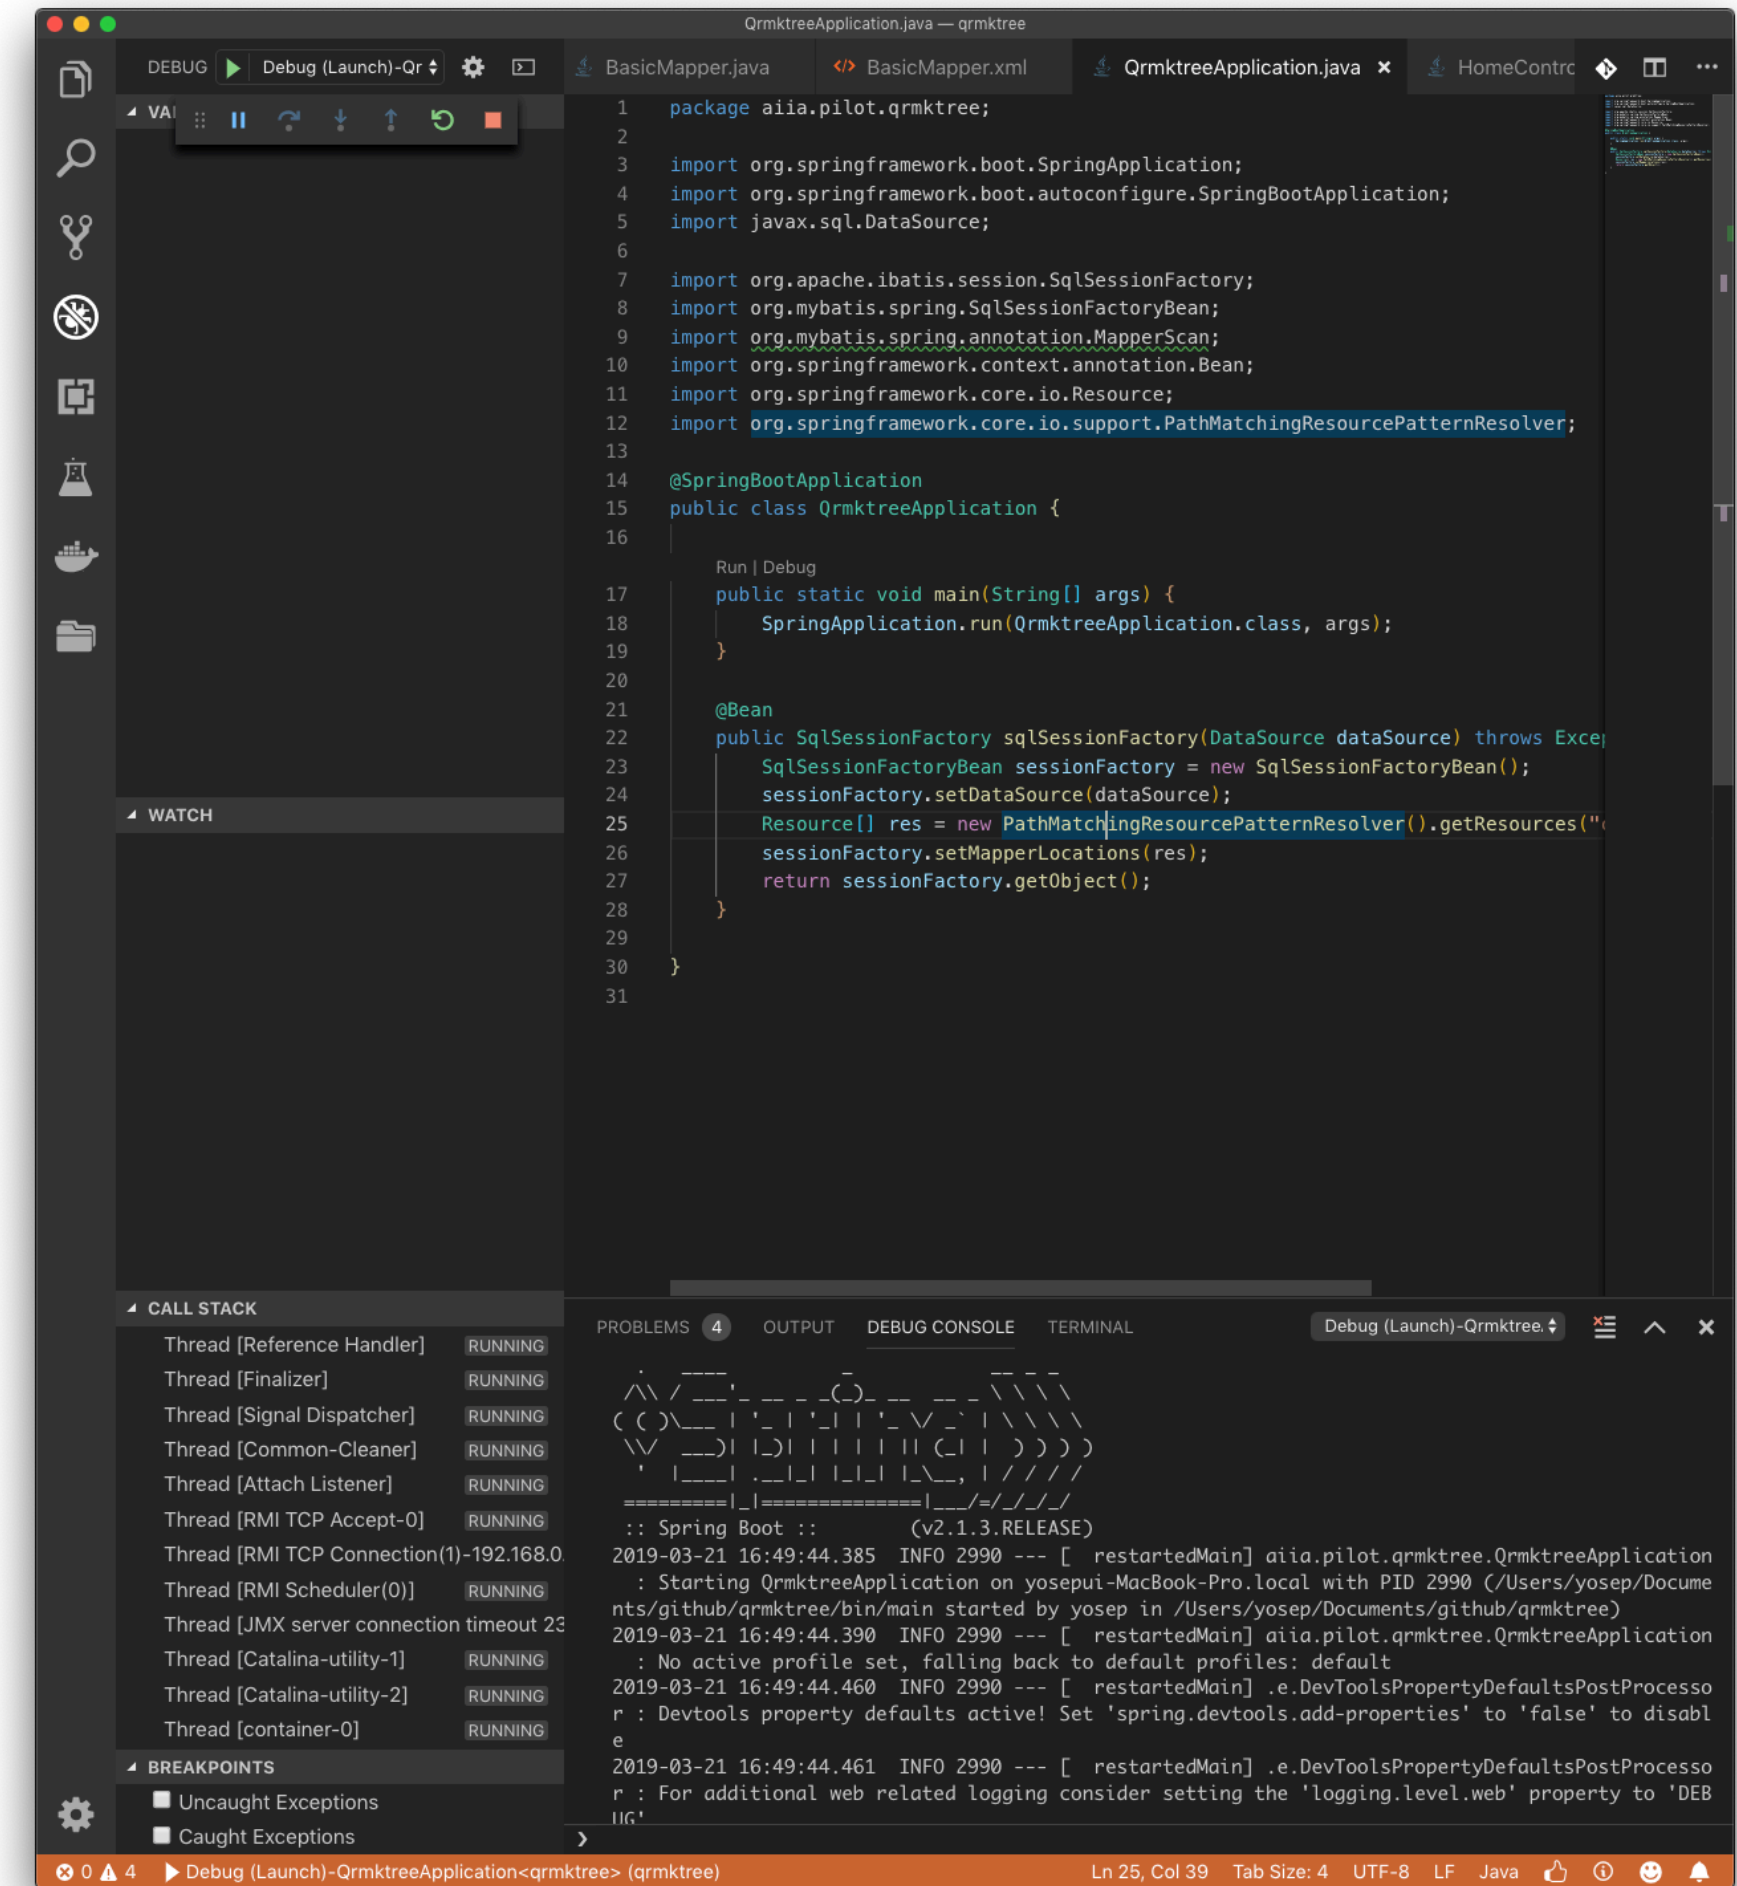 QrmktreeApplication.java — qrmktree
DEBUG
Debug (Launch)-Qr
BasicMapper.java
BasicMapper.xml
QrmktreeApplication.java
HomeContrc
VAI
1 package aiia.pilot.qrmktree;
2
3 import org.springframework.boot.SpringApplication;
4 import org.springframework.boot.autoconfigure.SpringBootApplication;
5 import javax.sql.DataSource;
6
7 import org.apache.ibatis.session.SqlSessionFactory;
8 import org.mybatis.spring.SqlSessionFactoryBean;
9 import org.mybatis.spring.annotation.MapperScan;
10 import org.springframework.context.annotation.Bean;
11 import org.springframework.core.io.Resource;
12 import org.springframework.core.io.support.PathMatchingResourcePatternResolver;
13
14 @SpringBootApplication
15 public class QrmktreeApplication {
16
Run | Debug
17 public static void main(String[] args) {
18 SpringApplication.run(QrmktreeApplication.class, args);
19 }
20
21 @Bean
22 public SqlSessionFactory sqlSessionFactory(DataSource dataSource) throws Excep
23 SqlSessionFactoryBean sessionFactory = new SqlSessionFactoryBean();
24 sessionFactory.setDataSource(dataSource);
25 Resource[] res = new PathMatchingResourcePatternResolver().getResources("c
26 sessionFactory.setMapperLocations(res);
27 return sessionFactory.getObject();
28 }
29
30 }
31
WATCH
CALL STACK
Thread [Reference Handler] RUNNING
Thread [Finalizer] RUNNING
Thread [Signal Dispatcher] RUNNING
Thread [Common-Cleaner] RUNNING
Thread [Attach Listener] RUNNING
Thread [RMI TCP Accept-0] RUNNING
Thread [RMI TCP Connection(1)-192.168.0.
Thread [RMI Scheduler(0)] RUNNING
Thread [JMX server connection timeout 23
Thread [Catalina-utility-1] RUNNING
Thread [Catalina-utility-2] RUNNING
Thread [container-0] RUNNING
BREAKPOINTS
Uncaught Exceptions
Caught Exceptions
PROBLEMS 4 OUTPUT DEBUG CONSOLE TERMINAL
Debug (Launch)-Qrmktree.
  .   ____          _            __ _ _
 /\\ / ___'_ __ _ _(_)_ __  __ _ \ \ \ \
( ( )\___ | '_ | '_| | '_ \/ _` | \ \ \ \
 \\/  ___)| |_)| | | | | || (_| |  ) ) ) )
  '  |____| .__|_| |_|_| |_\__, | / / / /
 =========|_|==============|___/=/_/_/_/
:: Spring Boot :: (v2.1.3.RELEASE)
2019-03-21 16:49:44.385 INFO 2990 --- [ restartedMain] aiia.pilot.qrmktree.QrmktreeApplication
: Starting QrmktreeApplication on yosepui-MacBook-Pro.local with PID 2990 (/Users/yosep/Docume
nts/github/qrmktree/bin/main started by yosep in /Users/yosep/Documents/github/qrmktree)
2019-03-21 16:49:44.390 INFO 2990 --- [ restartedMain] aiia.pilot.qrmktree.QrmktreeApplication
: No active profile set, falling back to default profiles: default
2019-03-21 16:49:44.460 INFO 2990 --- [ restartedMain] .e.DevToolsPropertyDefaultsPostProcesso
r : Devtools property defaults active! Set 'spring.devtools.add-properties' to 'false' to disabl
e
2019-03-21 16:49:44.461 INFO 2990 --- [ restartedMain] .e.DevToolsPropertyDefaultsPostProcesso
r : For additional web related logging consider setting the 'logging.level.web' property to 'DEB
UG'
❯
0 4 Debug (Launch)-QrmktreeApplication<qrmktree> (qrmktree)
Ln 25, Col 39 Tab Size: 4 UTF-8 LF Java